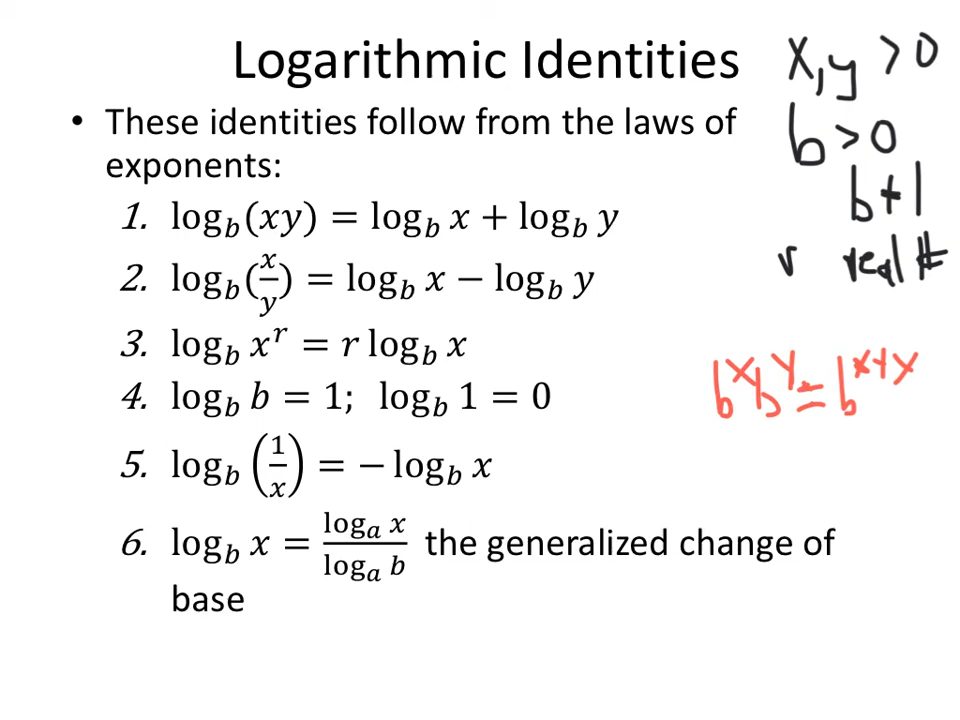 Logarithmic Identities
x, y > 0
• These identities follow from the laws of
exponents:
b > 0
b ≠ 1
r real #
1. log_b(xy) = log_b x + log_b y
2. log_b(x/y) = log_b x − log_b y
3. log_b x^r = r log_b x
b^x b^y = b^(x+y)
4. log_b b = 1; log_b 1 = 0
5. log_b (1/x) = − log_b x
6. log_b x = (log_a x)/(log_a b) the generalized change of
base